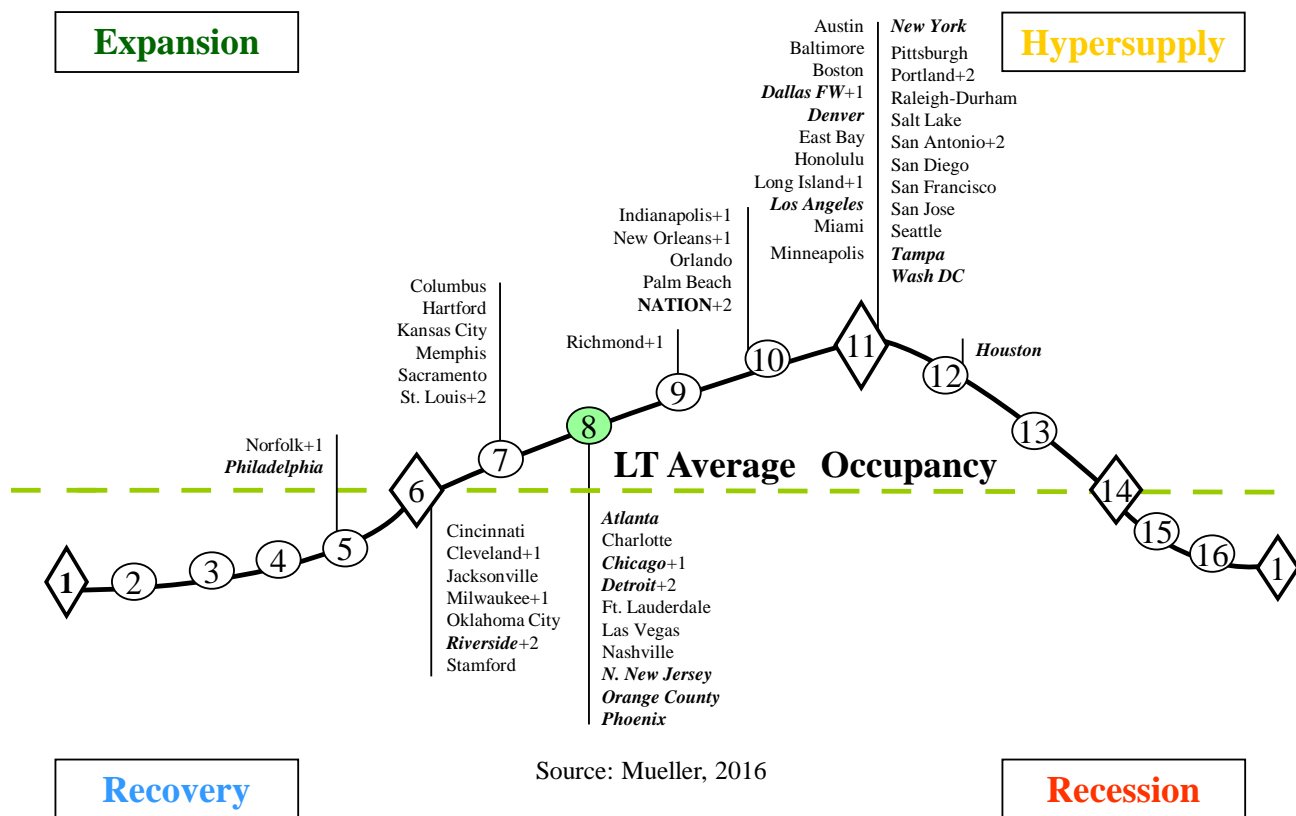 Expansion
Hypersupply
Austin
Baltimore
Boston
Dallas FW+1
Denver
East Bay
Honolulu
Long Island+1
Los Angeles
Miami
Minneapolis
New York
Pittsburgh
Portland+2
Raleigh-Durham
Salt Lake
San Antonio+2
San Diego
San Francisco
San Jose
Seattle
Tampa
Wash DC
Indianapolis+1
New Orleans+1
Orlando
Palm Beach
NATION+2
Columbus
Hartford
Kansas City
Memphis
Sacramento
St. Louis+2
Richmond+1
Houston
Norfolk+1
Philadelphia
LT Average Occupancy
1
2
3
4
5
6
7
8
9
10
11
12
13
14
15
16
1
Cincinnati
Cleveland+1
Jacksonville
Milwaukee+1
Oklahoma City
Riverside+2
Stamford
Atlanta
Charlotte
Chicago+1
Detroit+2
Ft. Lauderdale
Las Vegas
Nashville
N. New Jersey
Orange County
Phoenix
Source: Mueller, 2016
Recovery
Recession